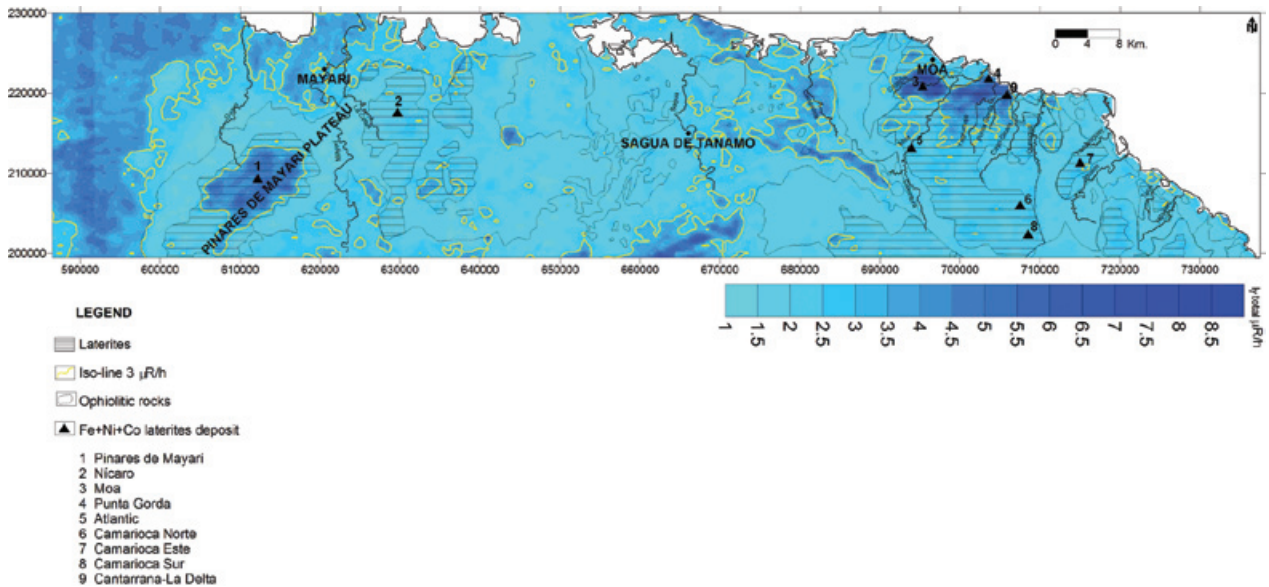 230000
220000
210000
200000
N
0 4 8 Km.
MAYARI
MOA
3
4
9
2
SAGUA DE TANAMO
5
7
1
PINARES DE MAYARI PLATEAU
6
8
590000 600000 610000 620000 630000 640000 650000 660000 670000 680000 690000 700000 710000 720000 730000
1 1.5 2 2.5 3 3.5 4 4.5 5 5.5 6 6.5 7 7.5 8 8.5
Iγ total µR/h
LEGEND
Laterites
Iso-line 3 µR/h
Ophiolitic rocks
Fe+Ni+Co laterites deposit
1 Pinares de Mayari
2 Nícaro
3 Moa
4 Punta Gorda
5 Atlantic
6 Camarioca Norte
7 Camarioca Este
8 Camarioca Sur
9 Cantarrana-La Delta